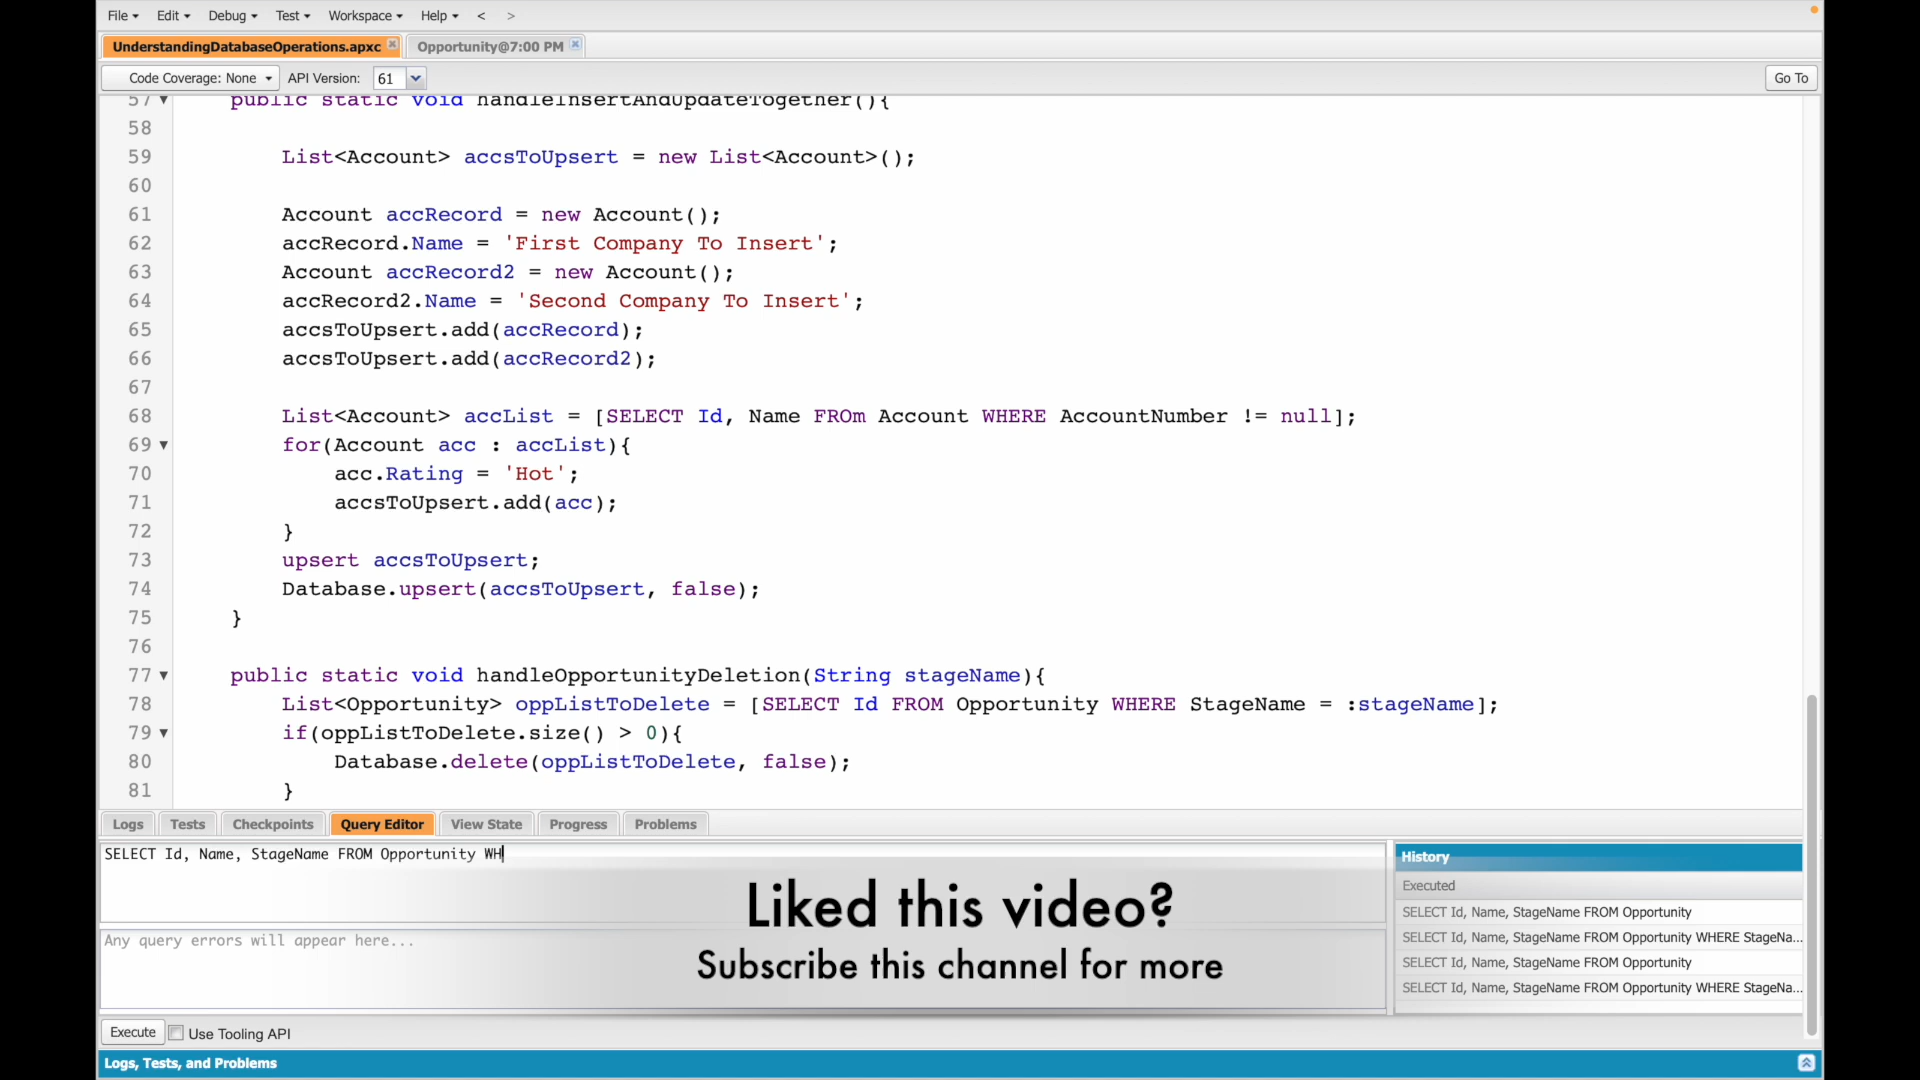 File Edit Debug Test Workspace Help < >
UnderstandingDatabaseOperations.apxc Opportunity@7:00 PM
Code Coverage: None API Version: 61 Go To
57 public static void handleInsertAndUpdateTogether(){
58
59 List<Account> accsToUpsert = new List<Account>();
60
61 Account accRecord = new Account();
62 accRecord.Name = 'First Company To Insert';
63 Account accRecord2 = new Account();
64 accRecord2.Name = 'Second Company To Insert';
65 accsToUpsert.add(accRecord);
66 accsToUpsert.add(accRecord2);
67
68 List<Account> accList = [SELECT Id, Name FROm Account WHERE AccountNumber != null];
69 for(Account acc : accList){
70 acc.Rating = 'Hot';
71 accsToUpsert.add(acc);
72 }
73 upsert accsToUpsert;
74 Database.upsert(accsToUpsert, false);
75 }
76
77 public static void handleOpportunityDeletion(String stageName){
78 List<Opportunity> oppListToDelete = [SELECT Id FROM Opportunity WHERE StageName = :stageName];
79 if(oppListToDelete.size() > 0){
80 Database.delete(oppListToDelete, false);
81 }
Logs Tests Checkpoints Query Editor View State Progress Problems
SELECT Id, Name, StageName FROM Opportunity WH
Any query errors will appear here...
Liked this video?
Subscribe this channel for more
History
Executed
SELECT Id, Name, StageName FROM Opportunity
SELECT Id, Name, StageName FROM Opportunity WHERE StageNa...
SELECT Id, Name, StageName FROM Opportunity
SELECT Id, Name, StageName FROM Opportunity WHERE StageNa...
Execute Use Tooling API
Logs, Tests, and Problems